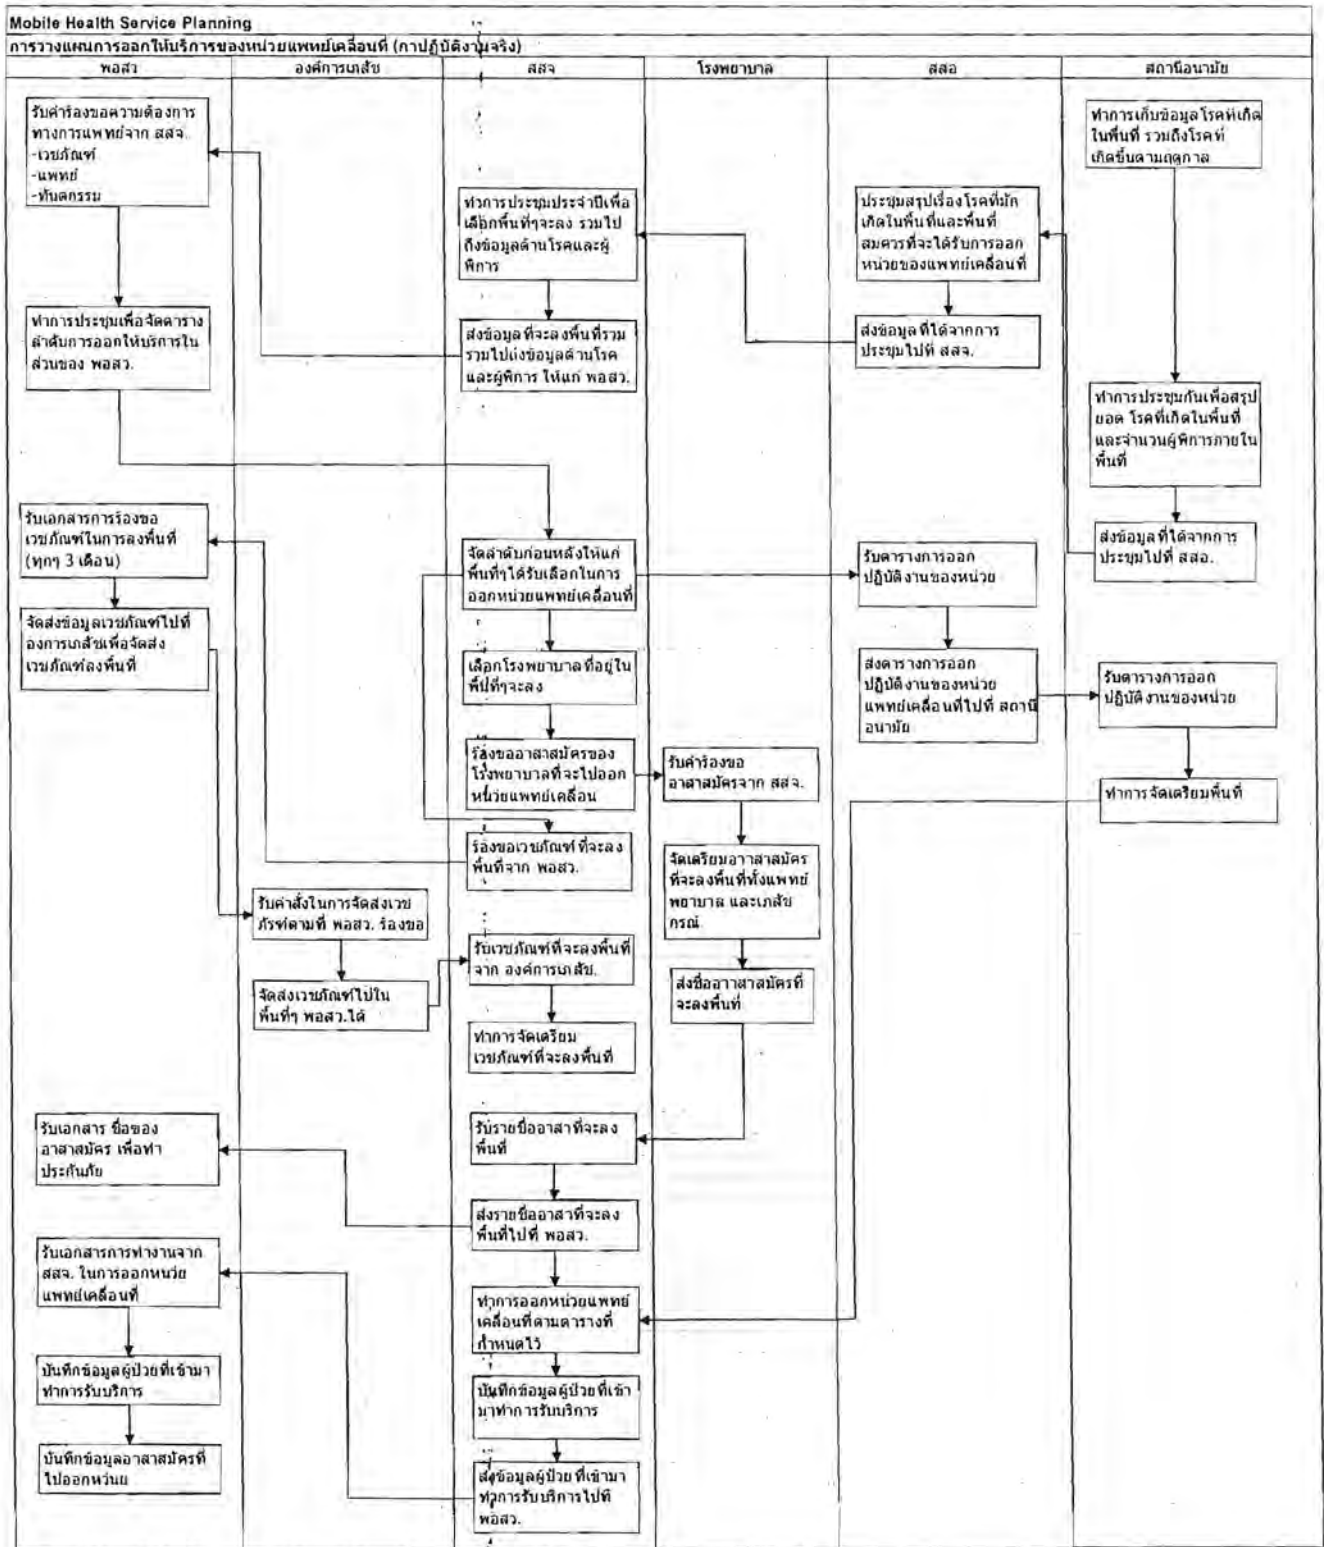 Mobile Health Service Planning
การวางแผนการออกให้บริการของหน่วยแพทย์เคลื่อนที่ (กาปฏิบัติงานจริง)
พอสว
องค์การเภสัช
สสจ
โรงพยาบาล
สสอ
สถานีอนามัย
รับคำร้องขอความต้องการ
ทางการแพทย์จาก สสจ.
-เวชภัณฑ์
-แพทย์
-ทันตกรรม
ทำการประชุมเพื่อจัดตาราง
ลำดับการออกให้บริการใน
ส่วนของ พอสว.
รับเอกสารการร้องขอ
เวชภัณฑ์ในการลงพื้นที่
(ทุกๆ 3 เดือน)
จัดส่งข้อมูลเวชภัณฑ์ไปที่
องการเภสัชเพื่อจัดส่ง
เวชภัณฑ์ลงพื้นที่
รับเอกสาร ชื่อของ
อาสาสมัคร เพื่อทำ
ประกันภัย
รับเอกสารการทำงานจาก
สสจ. ในการออกหนวัย
แพทย์เคลื่อนที่
บันทึกข้อมูลผู้ป่วยที่เข้ามา
ทำการรับบริการ
บันทึกข้อมูลอาสาสมัครที่
ไปออกหว่นย
รับคำสั่งในการจัดส่งเวช
ภัรฑ์ตามที่ พอสว. ร้องขอ
จัดส่งเวชภัณฑ์ไปใน
พื้นที่ๆ พอสว.ได้
ทำการประชุมประจำปีเพื่อ
เลือกพื้นที่ๆจะลง รวมไป
ถึงข้อมูลด้านโรคและผู้
พิการ
ส่งข้อมูลที่จะลงพื้นที่รวม
รวมไปเถ่งข้อมูลด้านโรค
และผู้พิการ ให้แก่ พอสว.
จัดลำดับก่อนหลังให้แก่
พื้นที่ๆได้รับเลือกในการ
ออกหน่วยแพทย์เคลื่อนที่
เลือกโรงพยาบาลที่อยู่ใน
พื้นที่ๆจะลง
ร้องขออาสาสมัครของ
โรงพยาบาลที่จะไปออก
หน่วยแพทย์เคลื่อน
ร้องขอเวชภัณฑ์ที่จะลง
พื้นที่จาก พอสว.
รับเวชภัณฑ์ที่จะลงพื้นที่
จาก องค์การเภสัช.
ทำการจัดเตรียม
เวชภัณฑ์ที่จะลงพื้นที่
รับรายชื่ออาสาที่จะลง
พื้นที่
ส่งรายชื่ออาสาที่จะลง
พื้นที่ไปที่ พอสว.
ทำการออกหน่วยแพทย์
เคลื่อนที่ตามตารางที่
กำหนดไว้
บันทึกข้อมูลผู้ป่วยที่เข้า
มาทำการรับบริการ
ส่งข้อมูลผู้ป่วยที่เข้ามา
ทำการรับบริการไปที่
พอสว.
รับคำร้องขอ
อาสาสมัครจาก สสจ.
จัดเตรียมอาาสาสมัคร
ที่จะลงพื้นที่ทั้งแพทย์
พยาบาล และเภสัช
กรณ์
ส่งชื่ออาาสาสมัครที่
จะลงพื้นที่
ประชุมสรุปเรื่องโรคที่มัก
เกิดในพื้นที่และพื้นที่
สมควรที่จะได้รับการออก
หน่วยของแพทย์เคลื่อนที่
ส่งข้อมูลที่ได้จากการ
ประชุมไปที่ สสจ.
รับตารางการออก
ปฏิบัติงานของหน่วย
ส่งตารางการออก
ปฏิบัติงานของหน่วย
แพทย์เคลื่อนที่ไปที่ สถานี
อนามัย
ทำการเก็บข้อมูลโรคที่เกิด
ในพื้นที่ รวมถึงโรคที่
เกิดขึ้นตามฤดูกาล
ทำการประชุมกันเพื่อสรุป
ยอด โรคที่เกิดในพื้นที่
และจำนวนผู้พิการภายใน
พื้นที่
ส่งข้อมูลที่ได้จากการ
ประชุมไปที่ สสอ.
รับตารางการออก
ปฏิบัติงานของหน่วย
ทำการจัดเตรียมพื้นที่